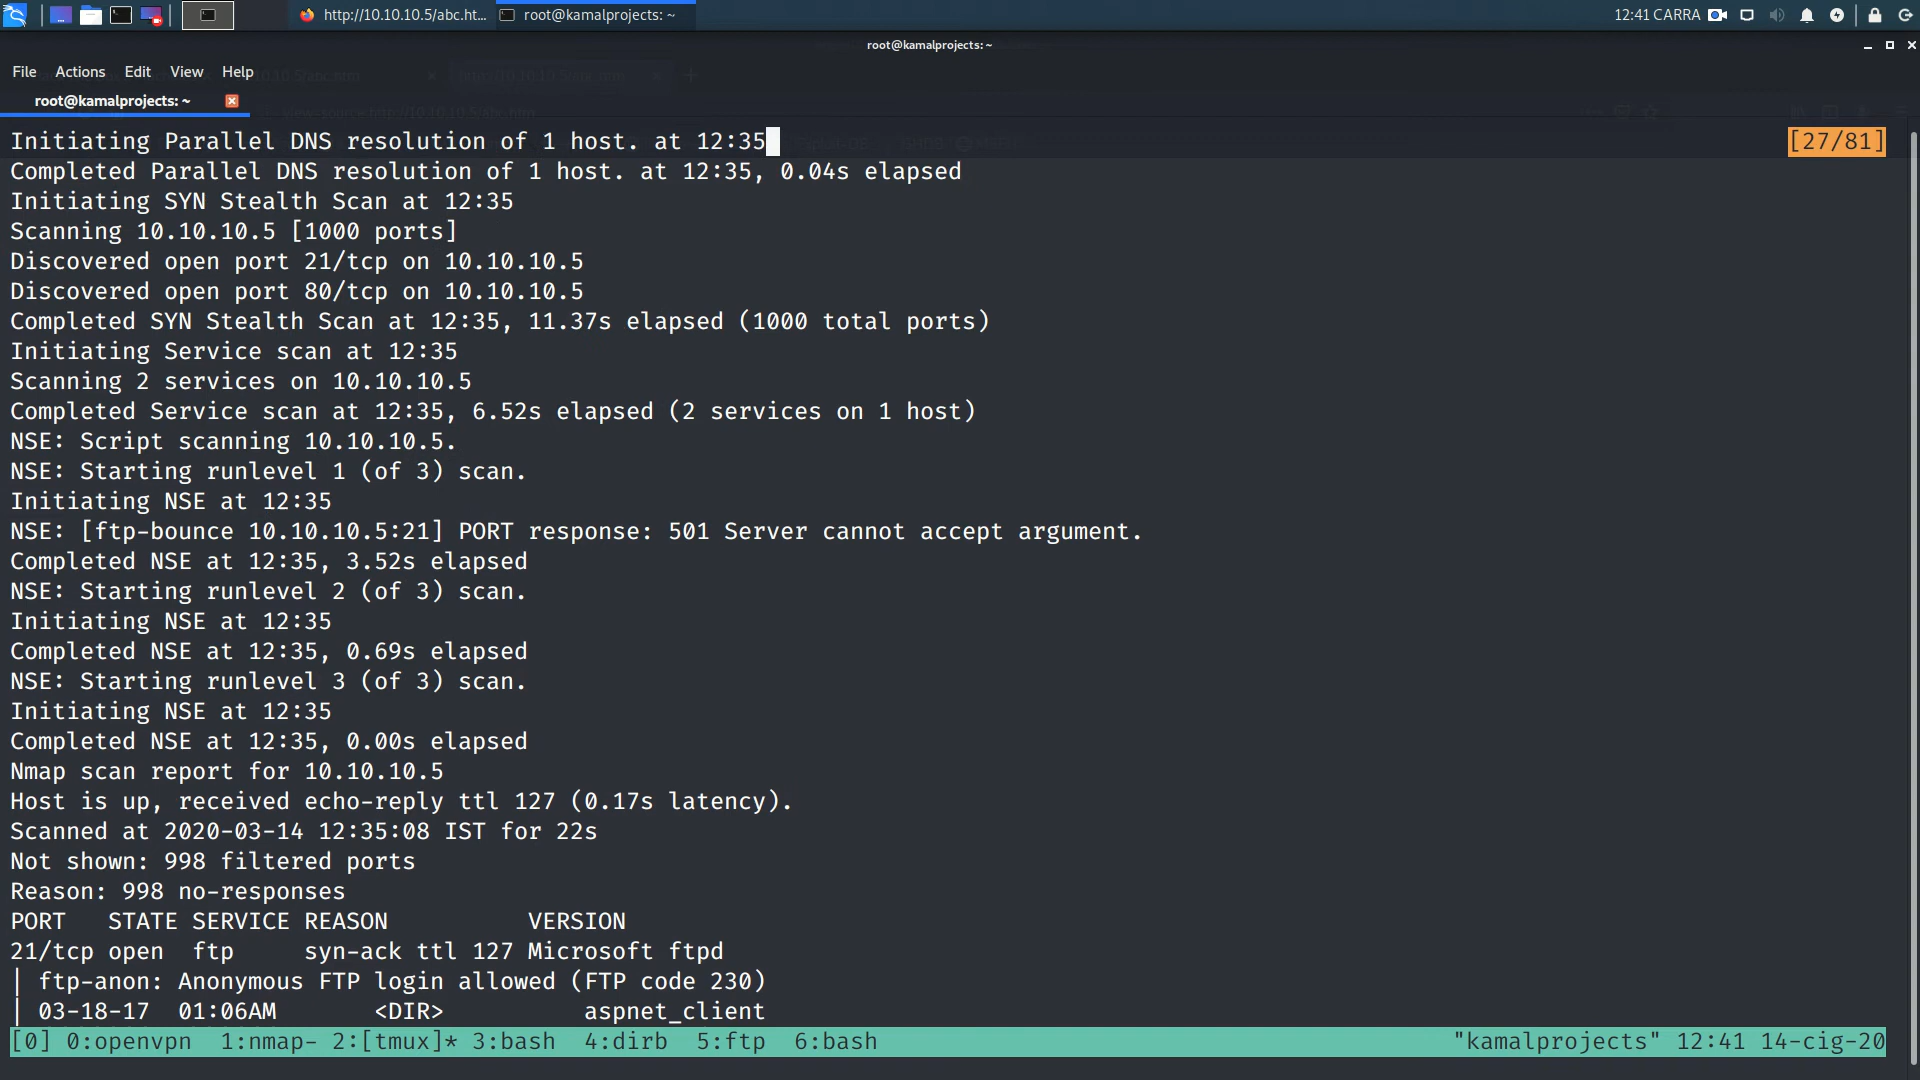 http://10.10.10.5/abc.ht... root@kamalprojects: ~ 12:41 CARRA
root@kamalprojects: ~
File Actions Edit View Help
root@kamalprojects: ~
Initiating Parallel DNS resolution of 1 host. at 12:35 [27/81]
Completed Parallel DNS resolution of 1 host. at 12:35, 0.04s elapsed
Initiating SYN Stealth Scan at 12:35
Scanning 10.10.10.5 [1000 ports]
Discovered open port 21/tcp on 10.10.10.5
Discovered open port 80/tcp on 10.10.10.5
Completed SYN Stealth Scan at 12:35, 11.37s elapsed (1000 total ports)
Initiating Service scan at 12:35
Scanning 2 services on 10.10.10.5
Completed Service scan at 12:35, 6.52s elapsed (2 services on 1 host)
NSE: Script scanning 10.10.10.5.
NSE: Starting runlevel 1 (of 3) scan.
Initiating NSE at 12:35
NSE: [ftp-bounce 10.10.10.5:21] PORT response: 501 Server cannot accept argument.
Completed NSE at 12:35, 3.52s elapsed
NSE: Starting runlevel 2 (of 3) scan.
Initiating NSE at 12:35
Completed NSE at 12:35, 0.69s elapsed
NSE: Starting runlevel 3 (of 3) scan.
Initiating NSE at 12:35
Completed NSE at 12:35, 0.00s elapsed
Nmap scan report for 10.10.10.5
Host is up, received echo-reply ttl 127 (0.17s latency).
Scanned at 2020-03-14 12:35:08 IST for 22s
Not shown: 998 filtered ports
Reason: 998 no-responses
PORT STATE SERVICE REASON VERSION
21/tcp open ftp syn-ack ttl 127 Microsoft ftpd
| ftp-anon: Anonymous FTP login allowed (FTP code 230)
| 03-18-17 01:06AM <DIR> aspnet_client
[0] 0:openvpn 1:nmap- 2:[tmux]* 3:bash 4:dirb 5:ftp 6:bash "kamalprojects" 12:41 14-cig-20